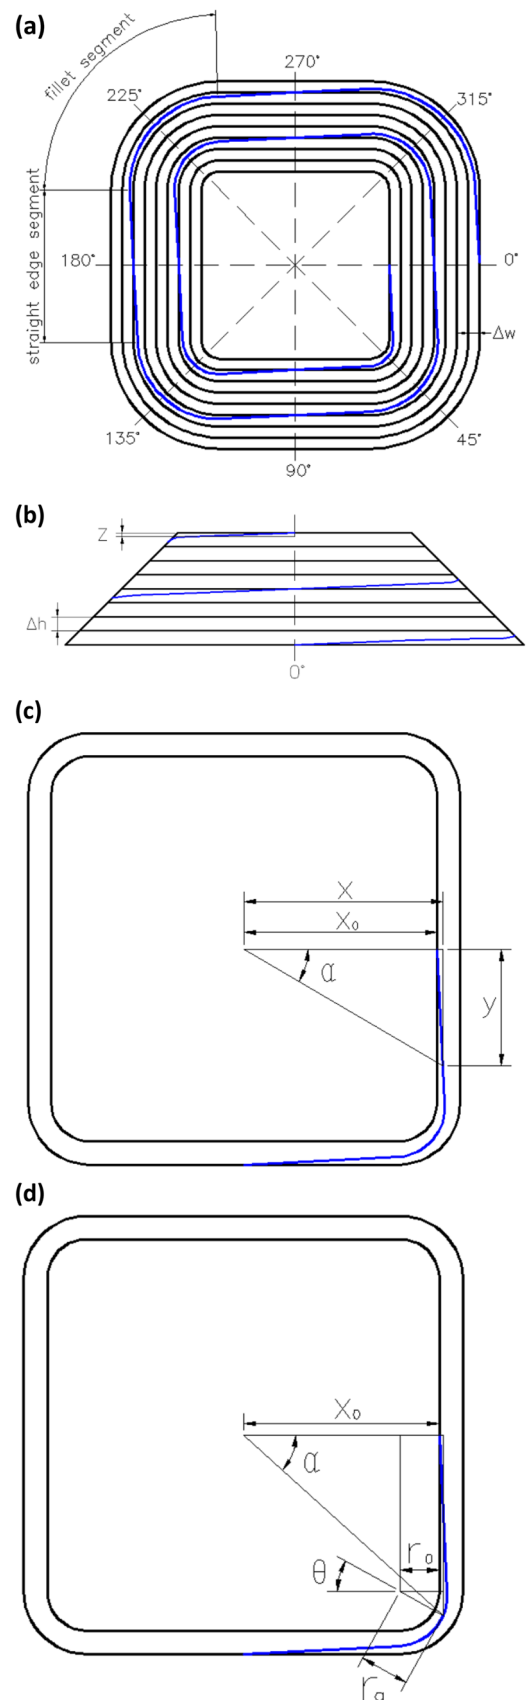 (a)
fillet segment
270°
225°
315°
straight edge segment
180°
0°
Δw
135°
45°
90°
(b)
Z
Δh
0°
(c)
x
x₀
α
y
(d)
x₀
α
r₀
θ
rα